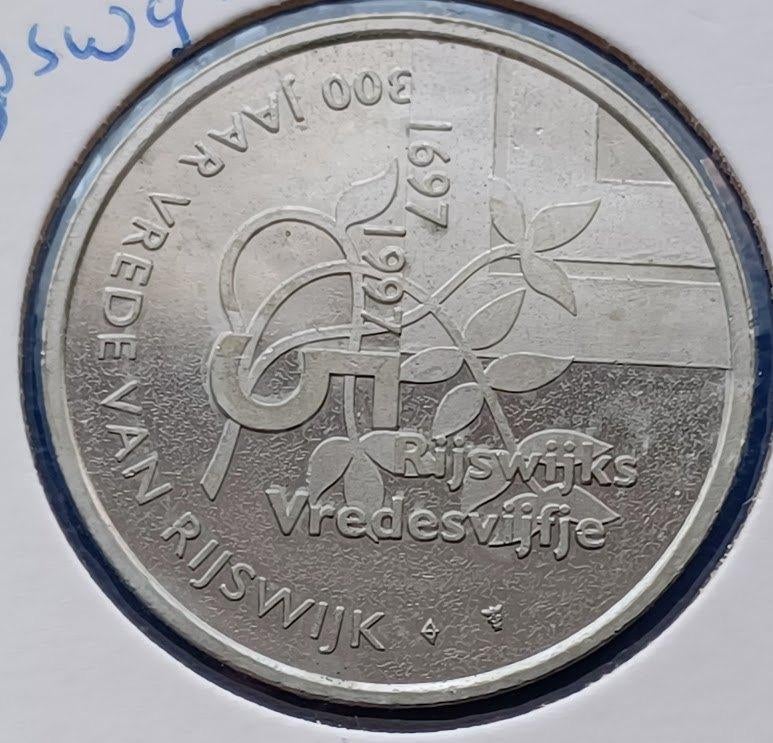 300 JAAR VREDE VAN RIJSWIJK
1697
1997
5
Rijswijks
Vredesvijfje